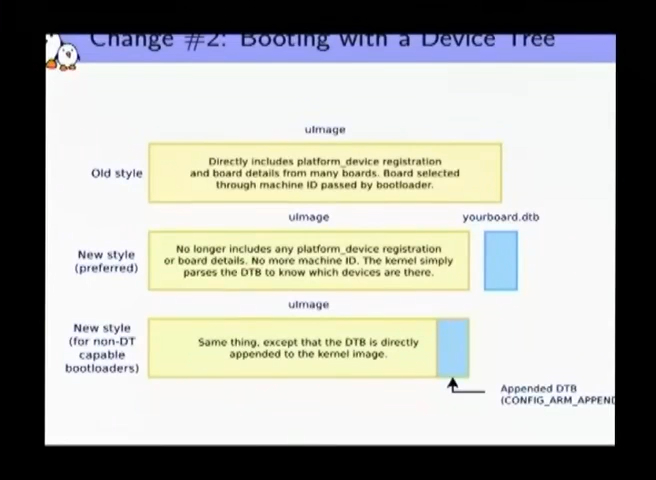 Change #2: Booting with a Device Tree
uImage
Old style
Directly includes platform_device registration
and board details from many boards. Board selected
through machine ID passed by bootloader.
uImage
yourboard.dtb
New style
(preferred)
No longer includes any platform_device registration
or board details. No more machine ID. The kernel simply
parses the DTB to know which devices are there.
uImage
New style
(for non-DT
capable
bootloaders)
Same thing, except that the DTB is directly
appended to the kernel image.
Appended DTB
(CONFIG_ARM_APPEND